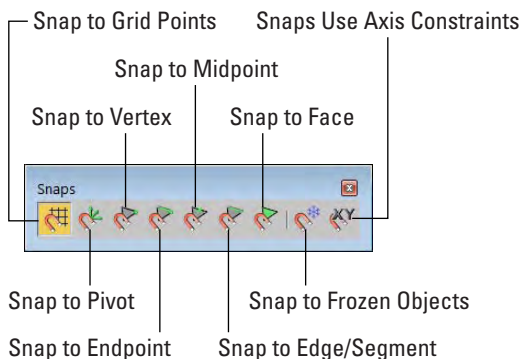 Snap to Grid Points
Snaps Use Axis Constraints
Snap to Midpoint
Snap to Vertex
Snap to Face
Snaps
XY
Snap to Pivot
Snap to Frozen Objects
Snap to Endpoint
Snap to Edge/Segment